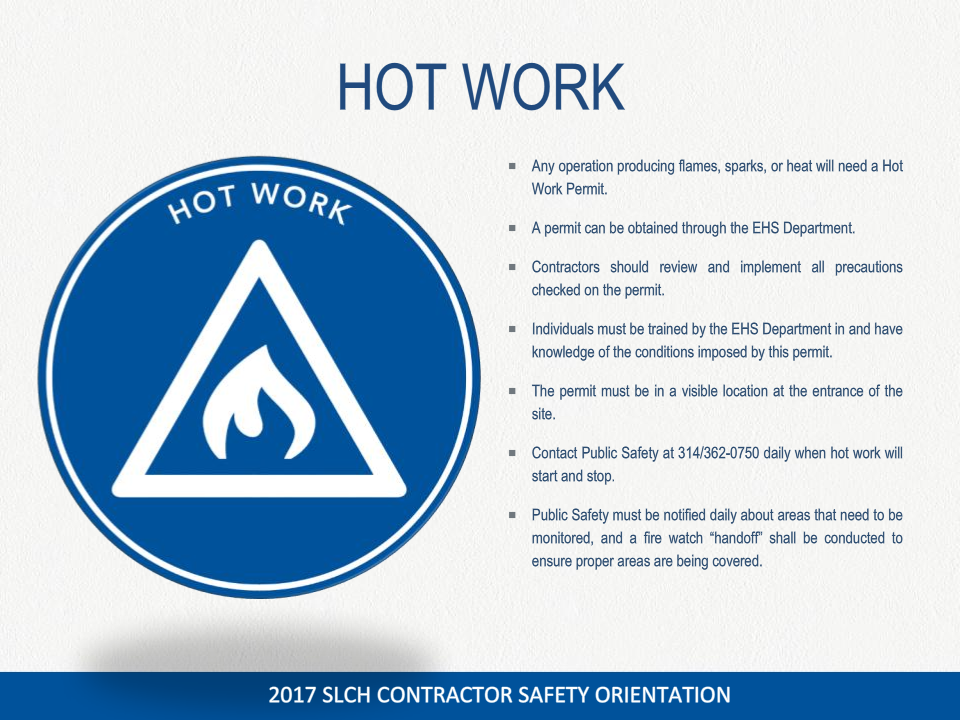 HOT WORK
HOT WORK
Any operation producing flames, sparks, or heat will need a Hot
Work Permit.
A permit can be obtained through the EHS Department.
Contractors should review and implement all precautions
checked on the permit.
Individuals must be trained by the EHS Department in and have
knowledge of the conditions imposed by this permit.
The permit must be in a visible location at the entrance of the
site.
Contact Public Safety at 314/362-0750 daily when hot work will
start and stop.
Public Safety must be notified daily about areas that need to be
monitored, and a fire watch “handoff” shall be conducted to
ensure proper areas are being covered.
2017 SLCH CONTRACTOR SAFETY ORIENTATION